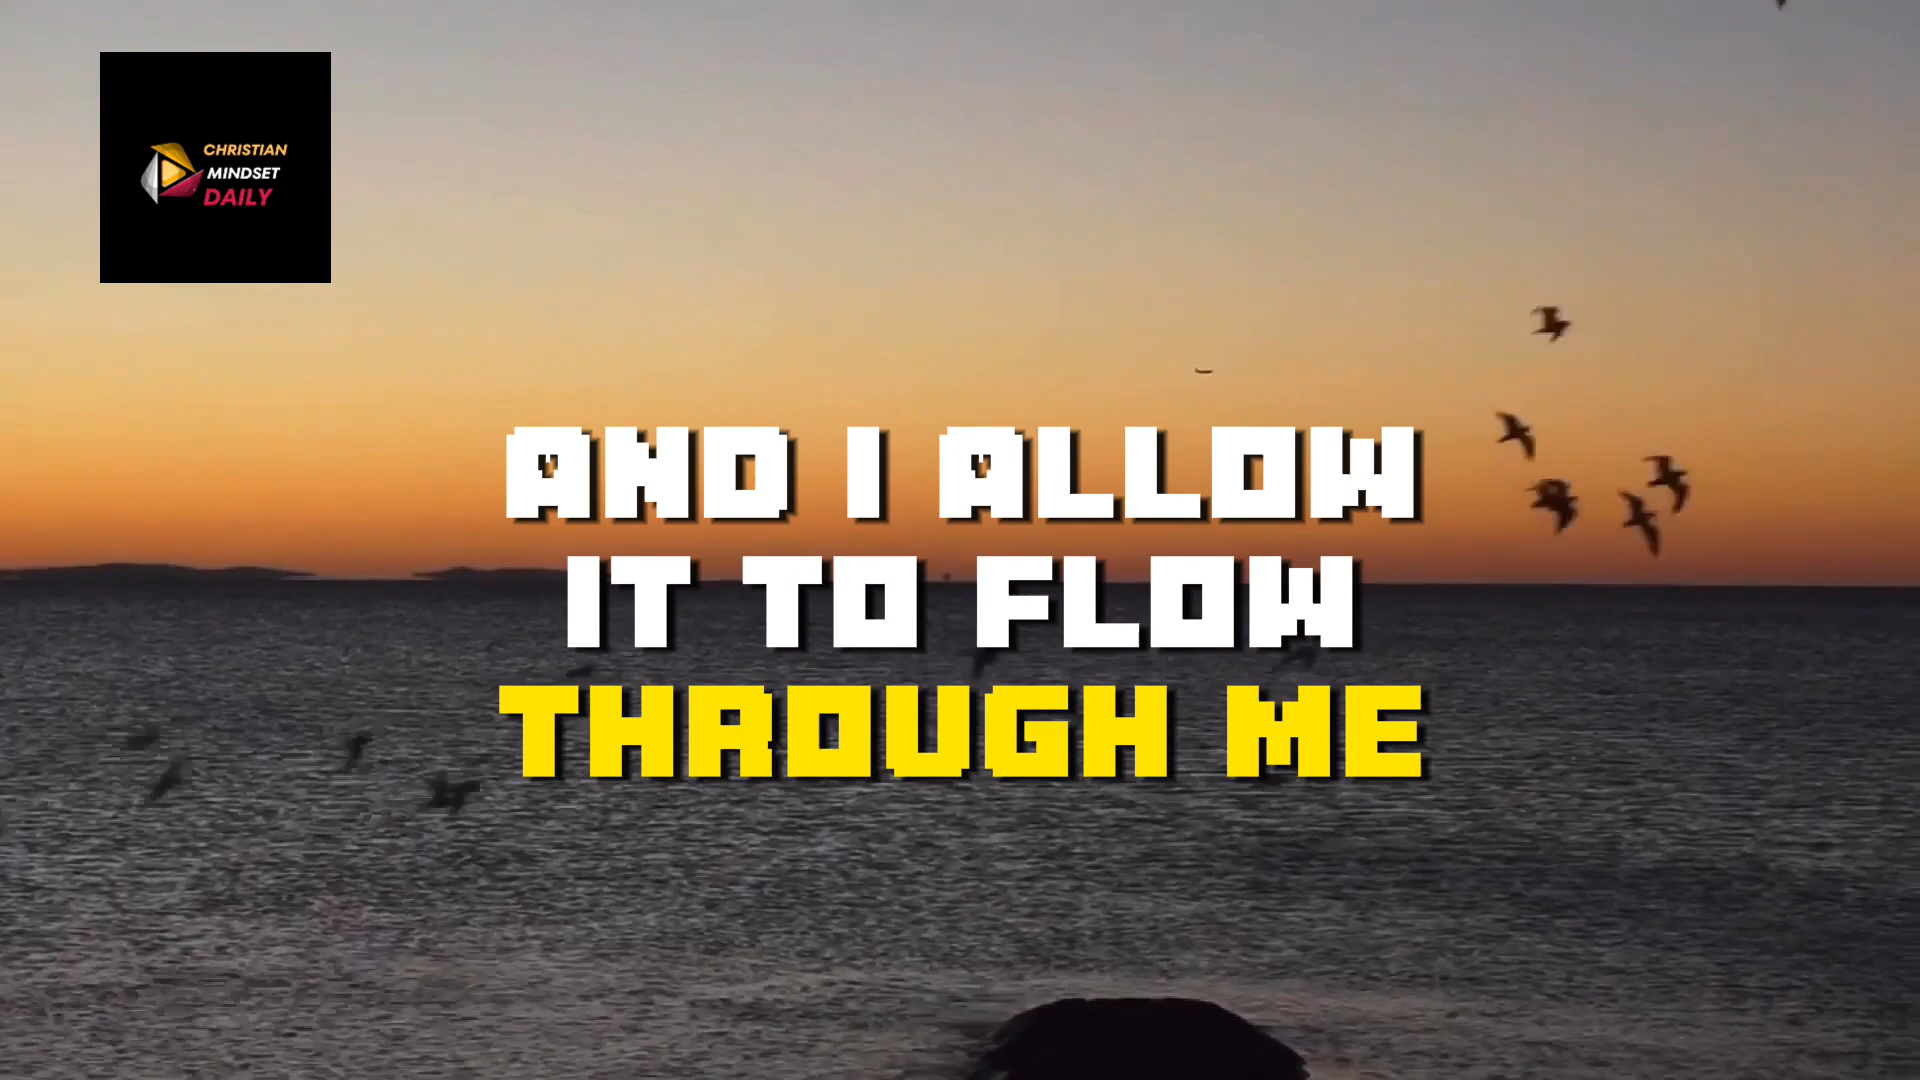 CHRISTIAN
MINDSET
DAILY
AND I ALLOW
IT TO FLOW
THROUGH ME